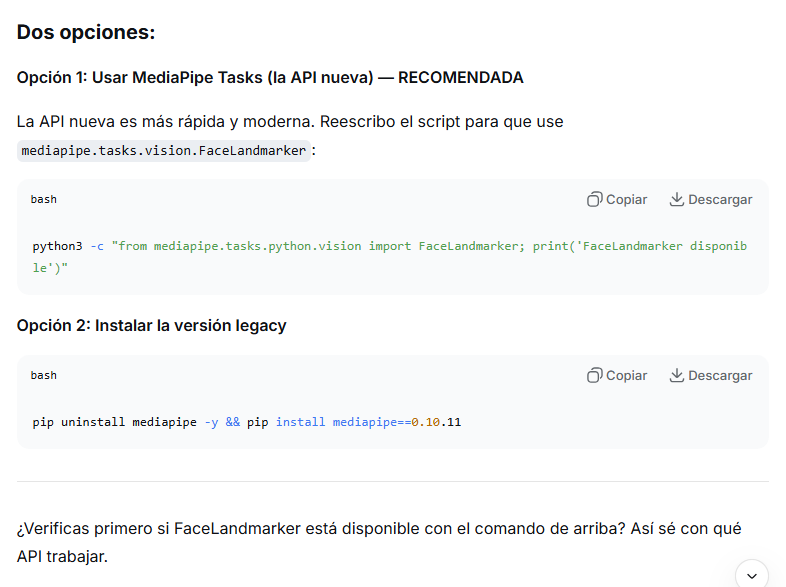 Dos opciones:
Opción 1: Usar MediaPipe Tasks (la API nueva) — RECOMENDADA
La API nueva es más rápida y moderna. Reescribo el script para que use
mediapipe.tasks.vision.FaceLandmarker:
bash
Copiar
Descargar
python3 -c "from mediapipe.tasks.python.vision import FaceLandmarker; print('FaceLandmarker disponib
le')"
Opción 2: Instalar la versión legacy
bash
Copiar
Descargar
pip uninstall mediapipe -y && pip install mediapipe==0.10.11
¿Verificas primero si FaceLandmarker está disponible con el comando de arriba? Así sé con qué
API trabajar.